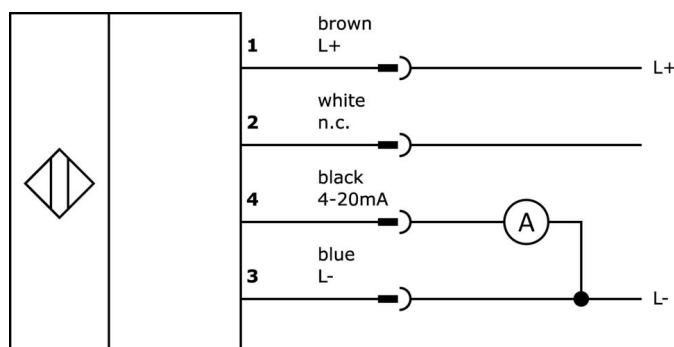 brown
1 L+
L+
white
2 n.c.
black
4 4-20mA
A
blue
3 L-
L-